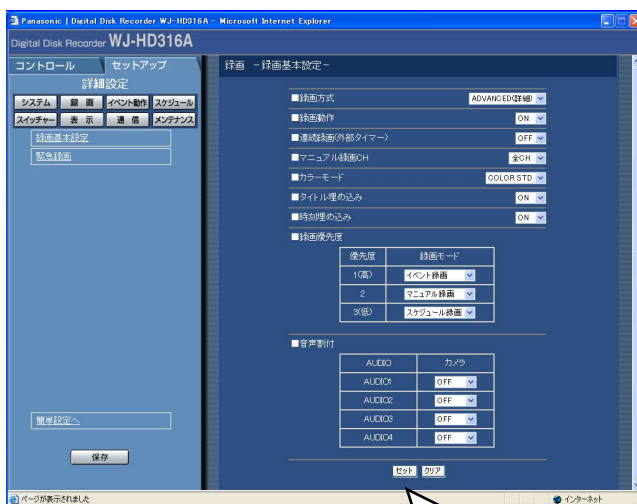 Panasonic | Digital Disk Recorder WJ-HD316A - Microsoft Internet Explorer
Digital Disk Recorder WJ-HD316A
コントロール セットアップ
詳細設定
システム 録画 イベント動作 スケジュール
スイッチャー 表示 通信 メンテナンス
録画基本設定
緊急録画
簡単設定へ
保存
録画 -録画基本設定-
■録画方式 ADVANCED(詳細)
■録画動作 ON
■連続録画(外部タイマー) OFF
■マニュアル録画CH 全CH
■カラーモード COLOR STD
■タイトル埋め込み ON
■時刻埋め込み ON
■録画優先度
優先度 録画モード
1(高) イベント録画
2 マニュアル録画
3(低) スケジュール録画
■音声割付
AUDIO カメラ
AUDIO1 OFF
AUDIO2 OFF
AUDIO3 OFF
AUDIO4 OFF
セット クリア
ページが表示されました インターネット